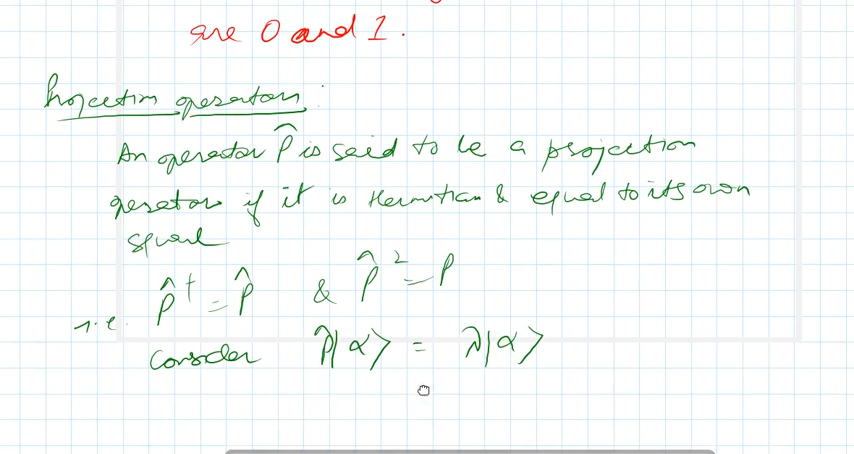 are 0 and 1.
Projection operators:
An operator P̂ is said to be a projection
operator if it is Hermitian & equal to its own
square
i.e. P̂† = P̂ & P̂² = P
consider P̂|α⟩ = λ|α⟩